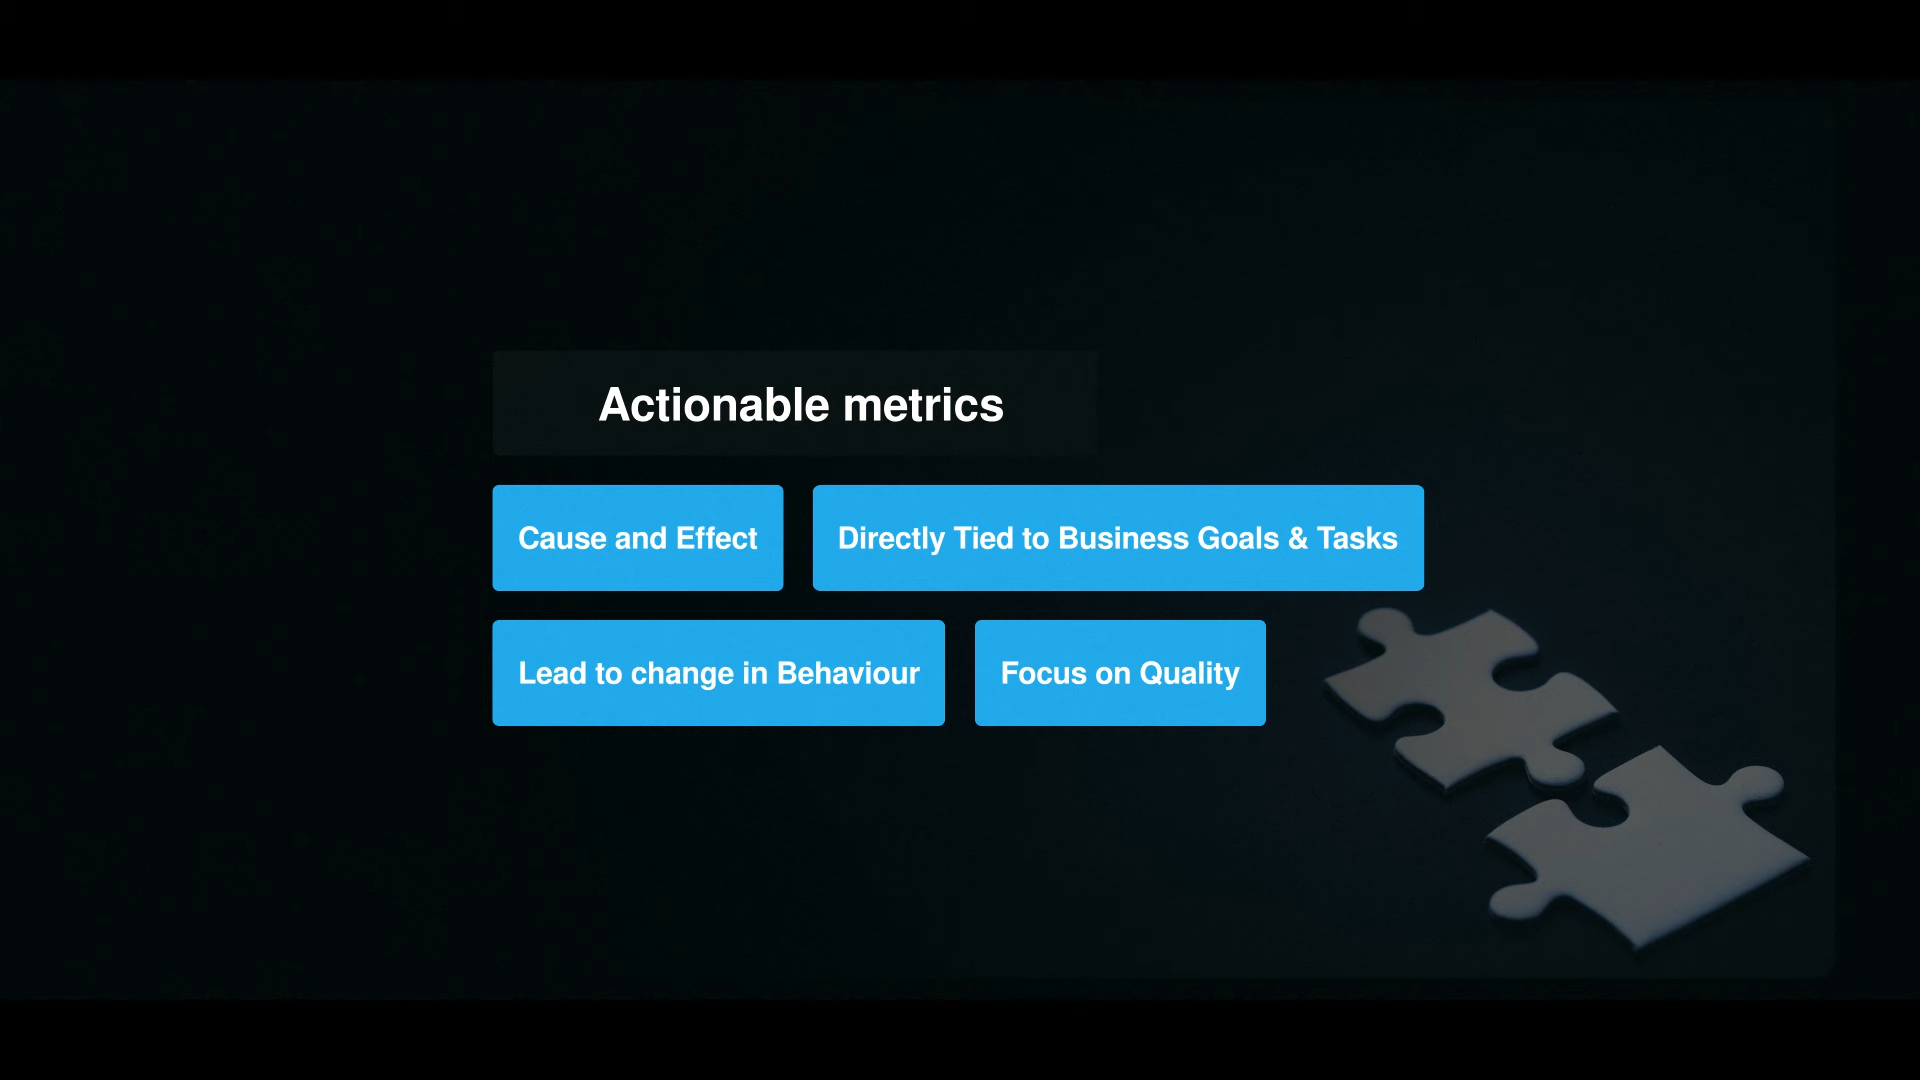 Actionable metrics
Cause and Effect
Directly Tied to Business Goals & Tasks
Lead to change in Behaviour
Focus on Quality